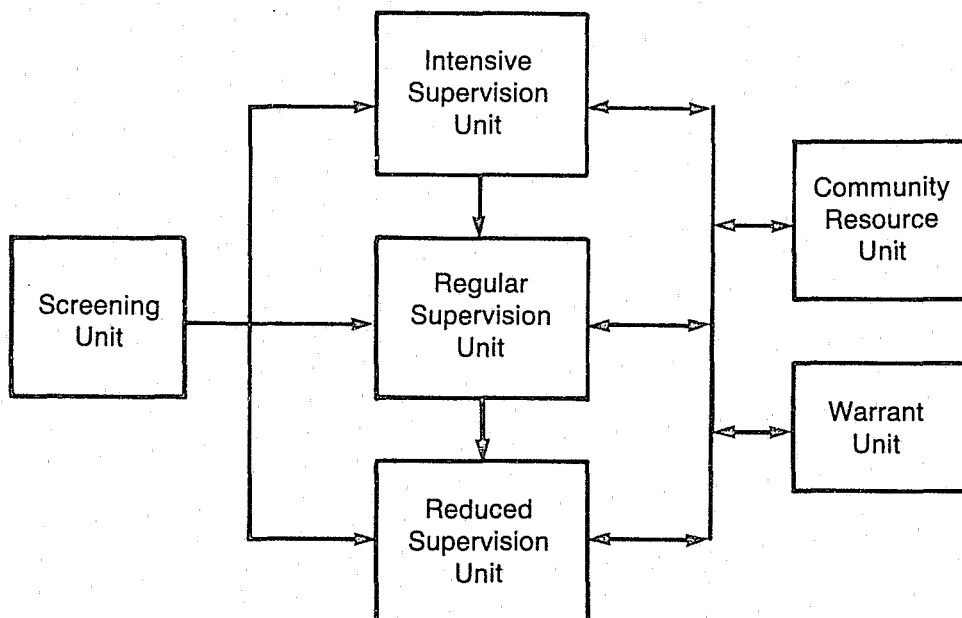 Intensive
Supervision
Unit
Community
Resource
Unit
Screening
Unit
Regular
Supervision
Unit
Warrant
Unit
Reduced
Supervision
Unit